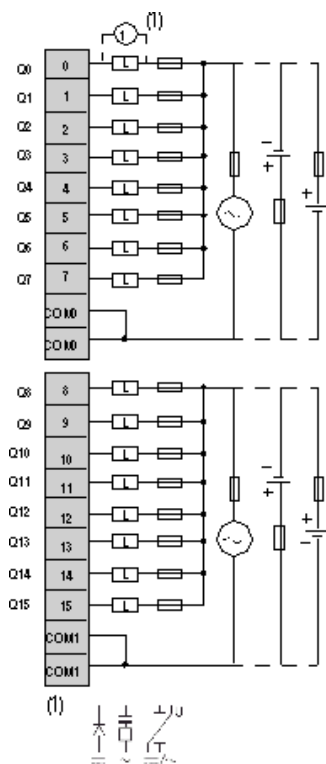 1 (1)
Q0 0 L
Q1 1 L
Q2 2 L
Q3 3 L
Q4 4 L
Q5 5 L
Q6 6 L
Q7 7 L
COM0
COM0
Q8 8 L
Q9 9 L
Q10 10 L
Q11 11 L
Q12 12 L
Q13 13 L
Q14 14 L
Q15 15 L
COM1
COM1
(1)
U